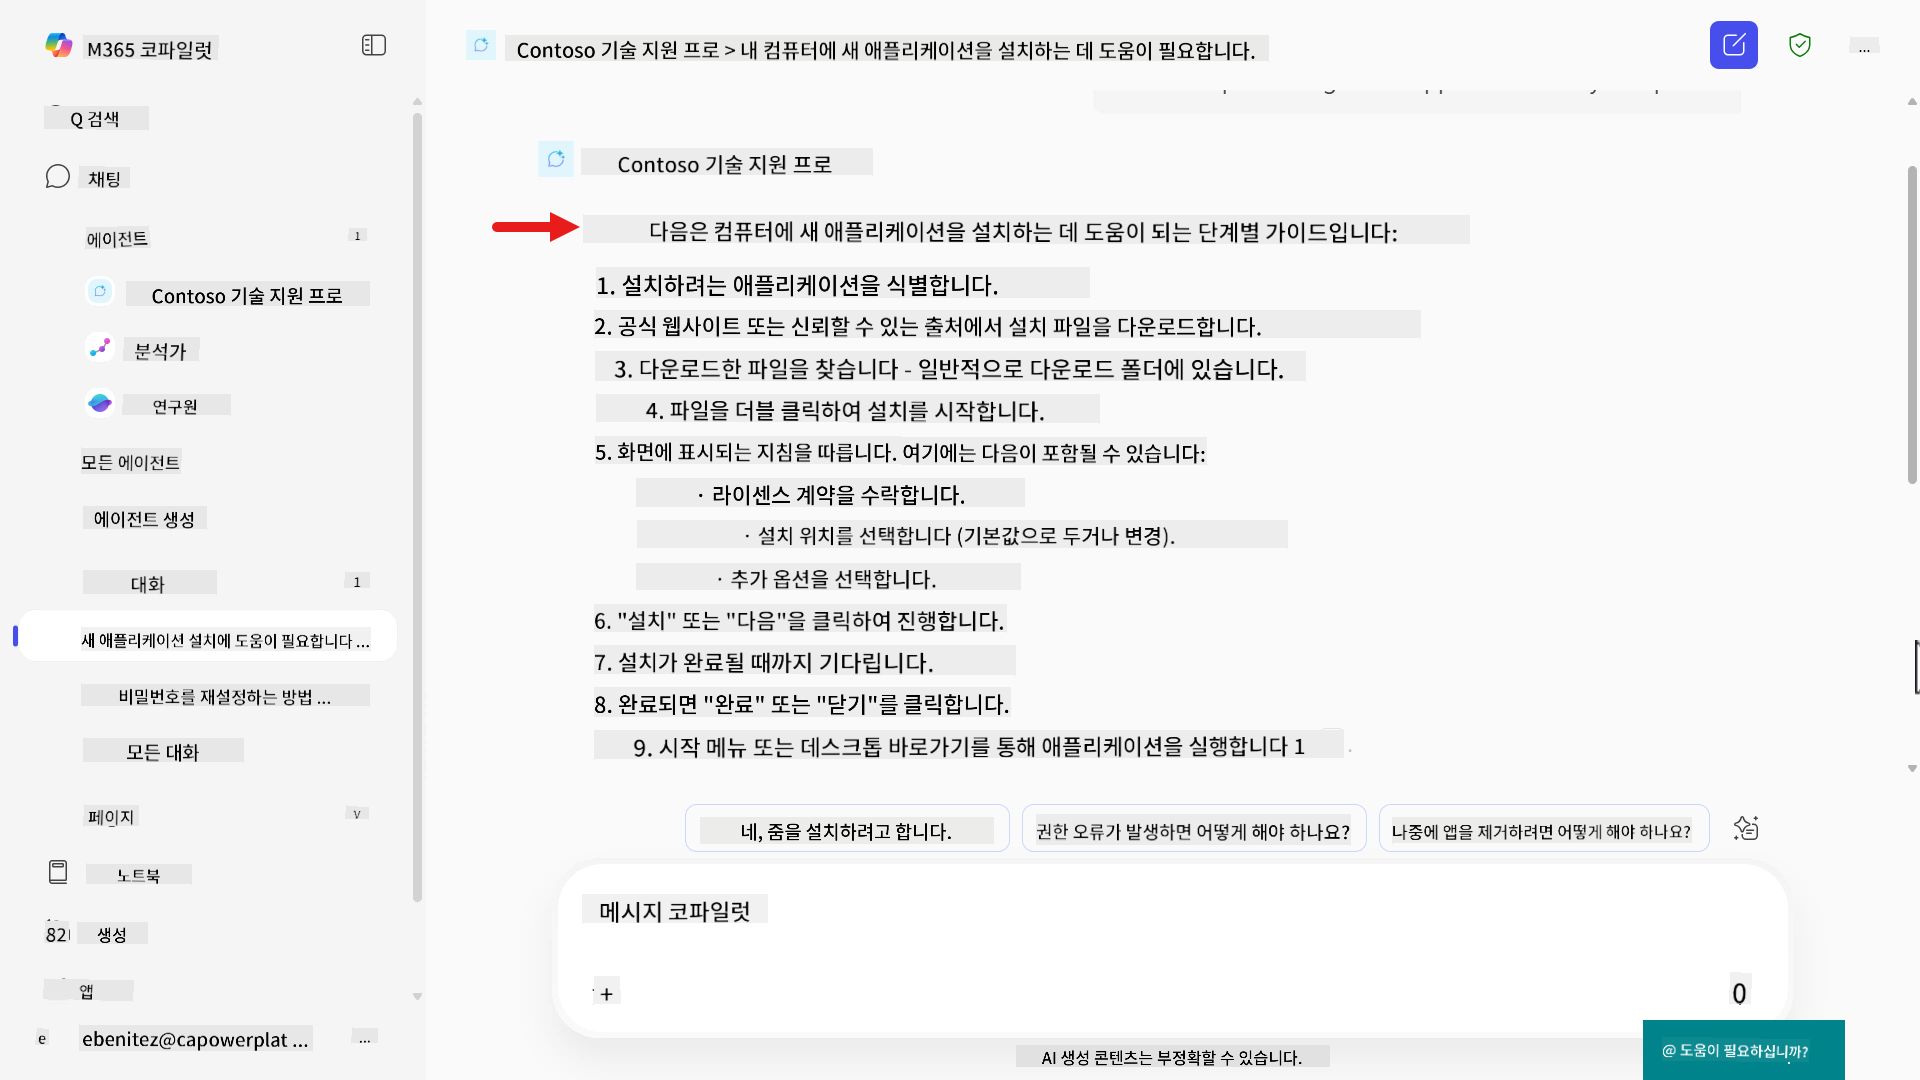 M365 코파일럿
Q 검색
채팅
에이전트 1
Contoso 기술 지원 프로
분석가
연구원
모든 에이전트
에이전트 생성
대화 1
새 애플리케이션 설치에 도움이 필요합니다 ...
비밀번호를 재설정하는 방법 ...
모든 대화
페이지 V
노트북
82 생성
앱
e ebenitez@capowerplat ... ...
Contoso 기술 지원 프로 > 내 컴퓨터에 새 애플리케이션을 설치하는 데 도움이 필요합니다. ...
Contoso 기술 지원 프로
다음은 컴퓨터에 새 애플리케이션을 설치하는 데 도움이 되는 단계별 가이드입니다:
1. 설치하려는 애플리케이션을 식별합니다.
2. 공식 웹사이트 또는 신뢰할 수 있는 출처에서 설치 파일을 다운로드합니다.
3. 다운로드한 파일을 찾습니다 - 일반적으로 다운로드 폴더에 있습니다.
4. 파일을 더블 클릭하여 설치를 시작합니다.
5. 화면에 표시되는 지침을 따릅니다. 여기에는 다음이 포함될 수 있습니다:
· 라이센스 계약을 수락합니다.
· 설치 위치를 선택합니다 (기본값으로 두거나 변경).
· 추가 옵션을 선택합니다.
6. "설치" 또는 "다음"을 클릭하여 진행합니다.
7. 설치가 완료될 때까지 기다립니다.
8. 완료되면 "완료" 또는 "닫기"를 클릭합니다.
9. 시작 메뉴 또는 데스크톱 바로가기를 통해 애플리케이션을 실행합니다 1
네, 줌을 설치하려고 합니다.
권한 오류가 발생하면 어떻게 해야 하나요?
나중에 앱을 제거하려면 어떻게 해야 하나요?
메시지 코파일럿
+ 0
AI 생성 콘텐츠는 부정확할 수 있습니다.
@ 도움이 필요하십니까?